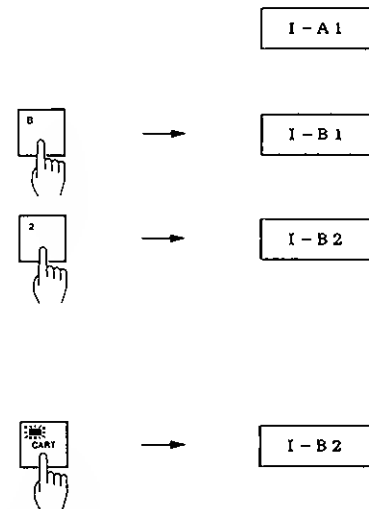 I – A 1
B
I – B 1
2
I – B 2
CART
I – B 2